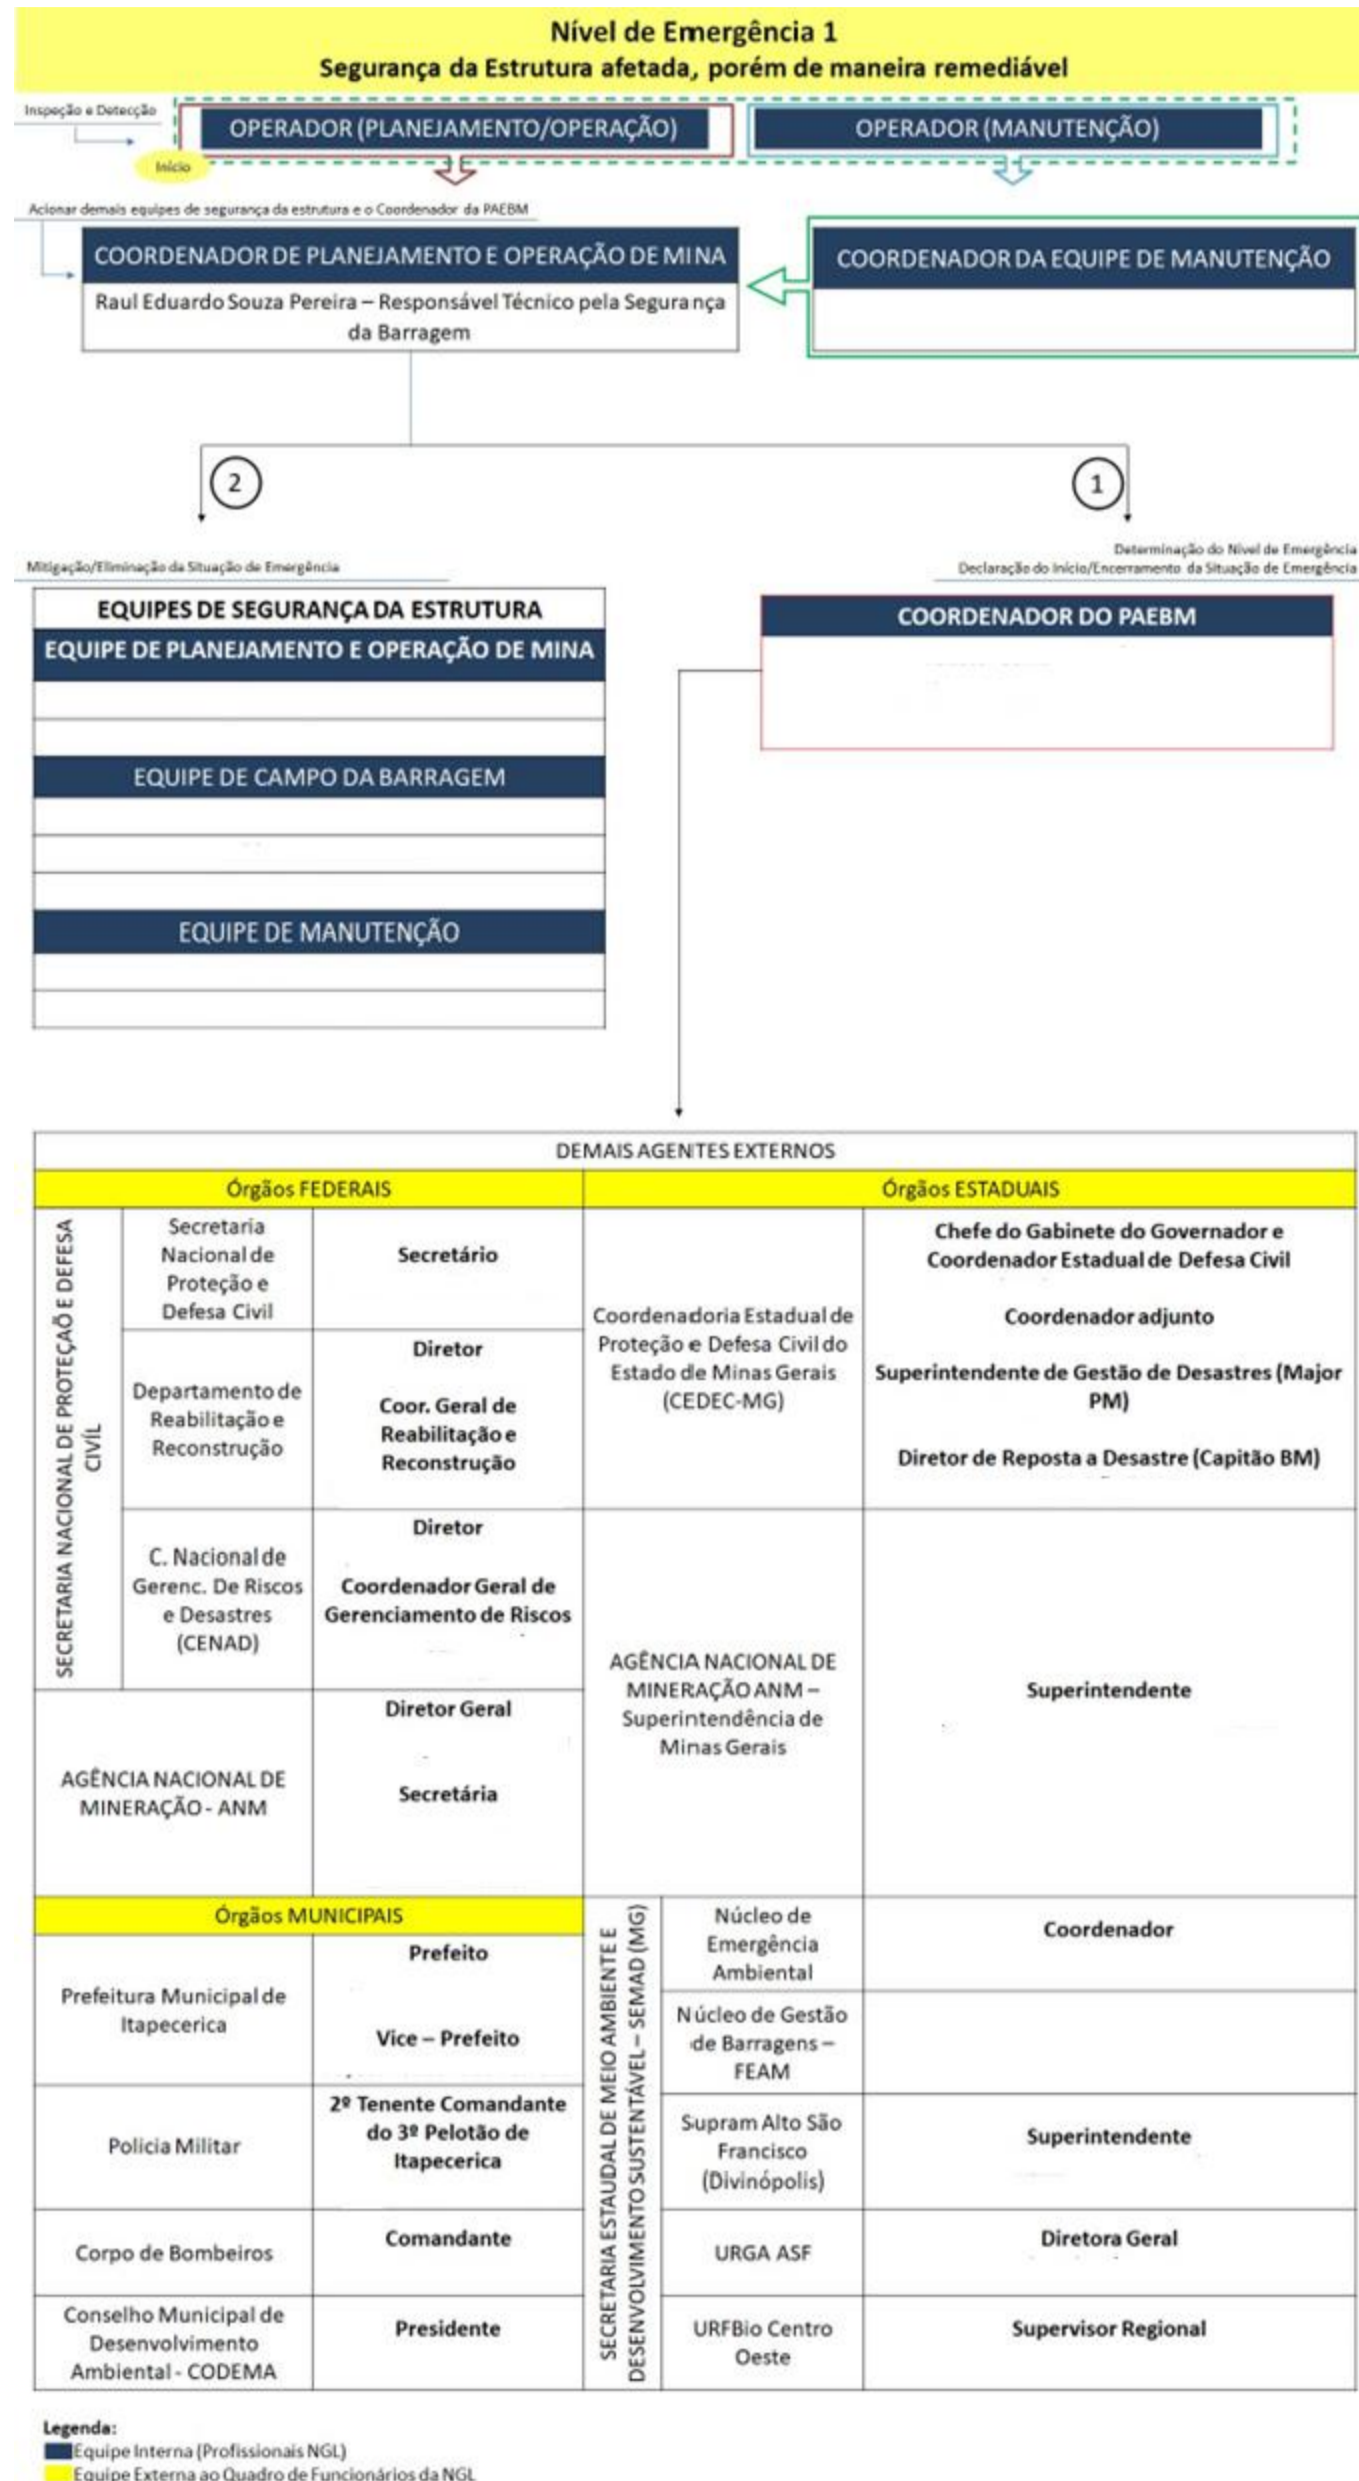 Nível de Emergência 1
Segurança da Estrutura afetada, porém de maneira remediável
Inspeção e Detecção
OPERADOR (PLANEJAMENTO/OPERAÇÃO)
OPERADOR (MANUTENÇÃO)
Início
Acionar demais equipes de segurança da estrutura e o Coordenador da PAEBM
COORDENADOR DE PLANEJAMENTO E OPERAÇÃO DE MINA
Raul Eduardo Souza Pereira – Responsável Técnico pela Segurança
da Barragem
COORDENADOR DA EQUIPE DE MANUTENÇÃO
2
1
Mitigação/Eliminação da Situação de Emergência
Determinação do Nível de Emergência
Declaração do Início/Encerramento da Situação de Emergência
EQUIPES DE SEGURANÇA DA ESTRUTURA
EQUIPE DE PLANEJAMENTO E OPERAÇÃO DE MINA
EQUIPE DE CAMPO DA BARRAGEM
EQUIPE DE MANUTENÇÃO
COORDENADOR DO PAEBM
DEMAIS AGENTES EXTERNOS
Órgãos FEDERAIS
SECRETARIA NACIONAL DE PROTEÇAÕ E DEFESA
CIVÍL
Secretaria
Nacional de
Proteção e
Defesa Civil
Secretário
Departamento de
Reabilitação e
Reconstrução
Diretor
Coor. Geral de
Reabilitação e
Reconstrução
C. Nacional de
Gerenc. De Riscos
e Desastres
(CENAD)
Diretor
Coordenador Geral de
Gerenciamento de Riscos
AGÊNCIA NACIONAL DE
MINERAÇÃO - ANM
Diretor Geral
Secretária
Órgãos ESTADUAIS
Coordenadoria Estadual de
Proteção e Defesa Civil do
Estado de Minas Gerais
(CEDEC-MG)
Chefe do Gabinete do Governador e
Coordenador Estadual de Defesa Civil
Coordenador adjunto
Superintendente de Gestão de Desastres (Major
PM)
Diretor de Reposta a Desastre (Capitão BM)
AGÊNCIA NACIONAL DE
MINERAÇÃO ANM –
Superintendência de
Minas Gerais
Superintendente
Órgãos MUNICIPAIS
Prefeitura Municipal de
Itapecerica
Prefeito
Vice – Prefeito
Policia Militar
2º Tenente Comandante
do 3º Pelotão de
Itapecerica
Corpo de Bombeiros
Comandante
Conselho Municipal de
Desenvolvimento
Ambiental - CODEMA
Presidente
SECRETARIA ESTAUDAL DE MEIO AMBIENTE E
DESENVOLVIMENTO SUSTENTÁVEL – SEMAD (MG)
Núcleo de
Emergência
Ambiental
Coordenador
Núcleo de Gestão
de Barragens –
FEAM
Supram Alto São
Francisco
(Divinópolis)
Superintendente
URGA ASF
Diretora Geral
URFBio Centro
Oeste
Supervisor Regional
Legenda:
Equipe Interna (Profissionais NGL)
Equipe Externa ao Quadro de Funcionários da NGL